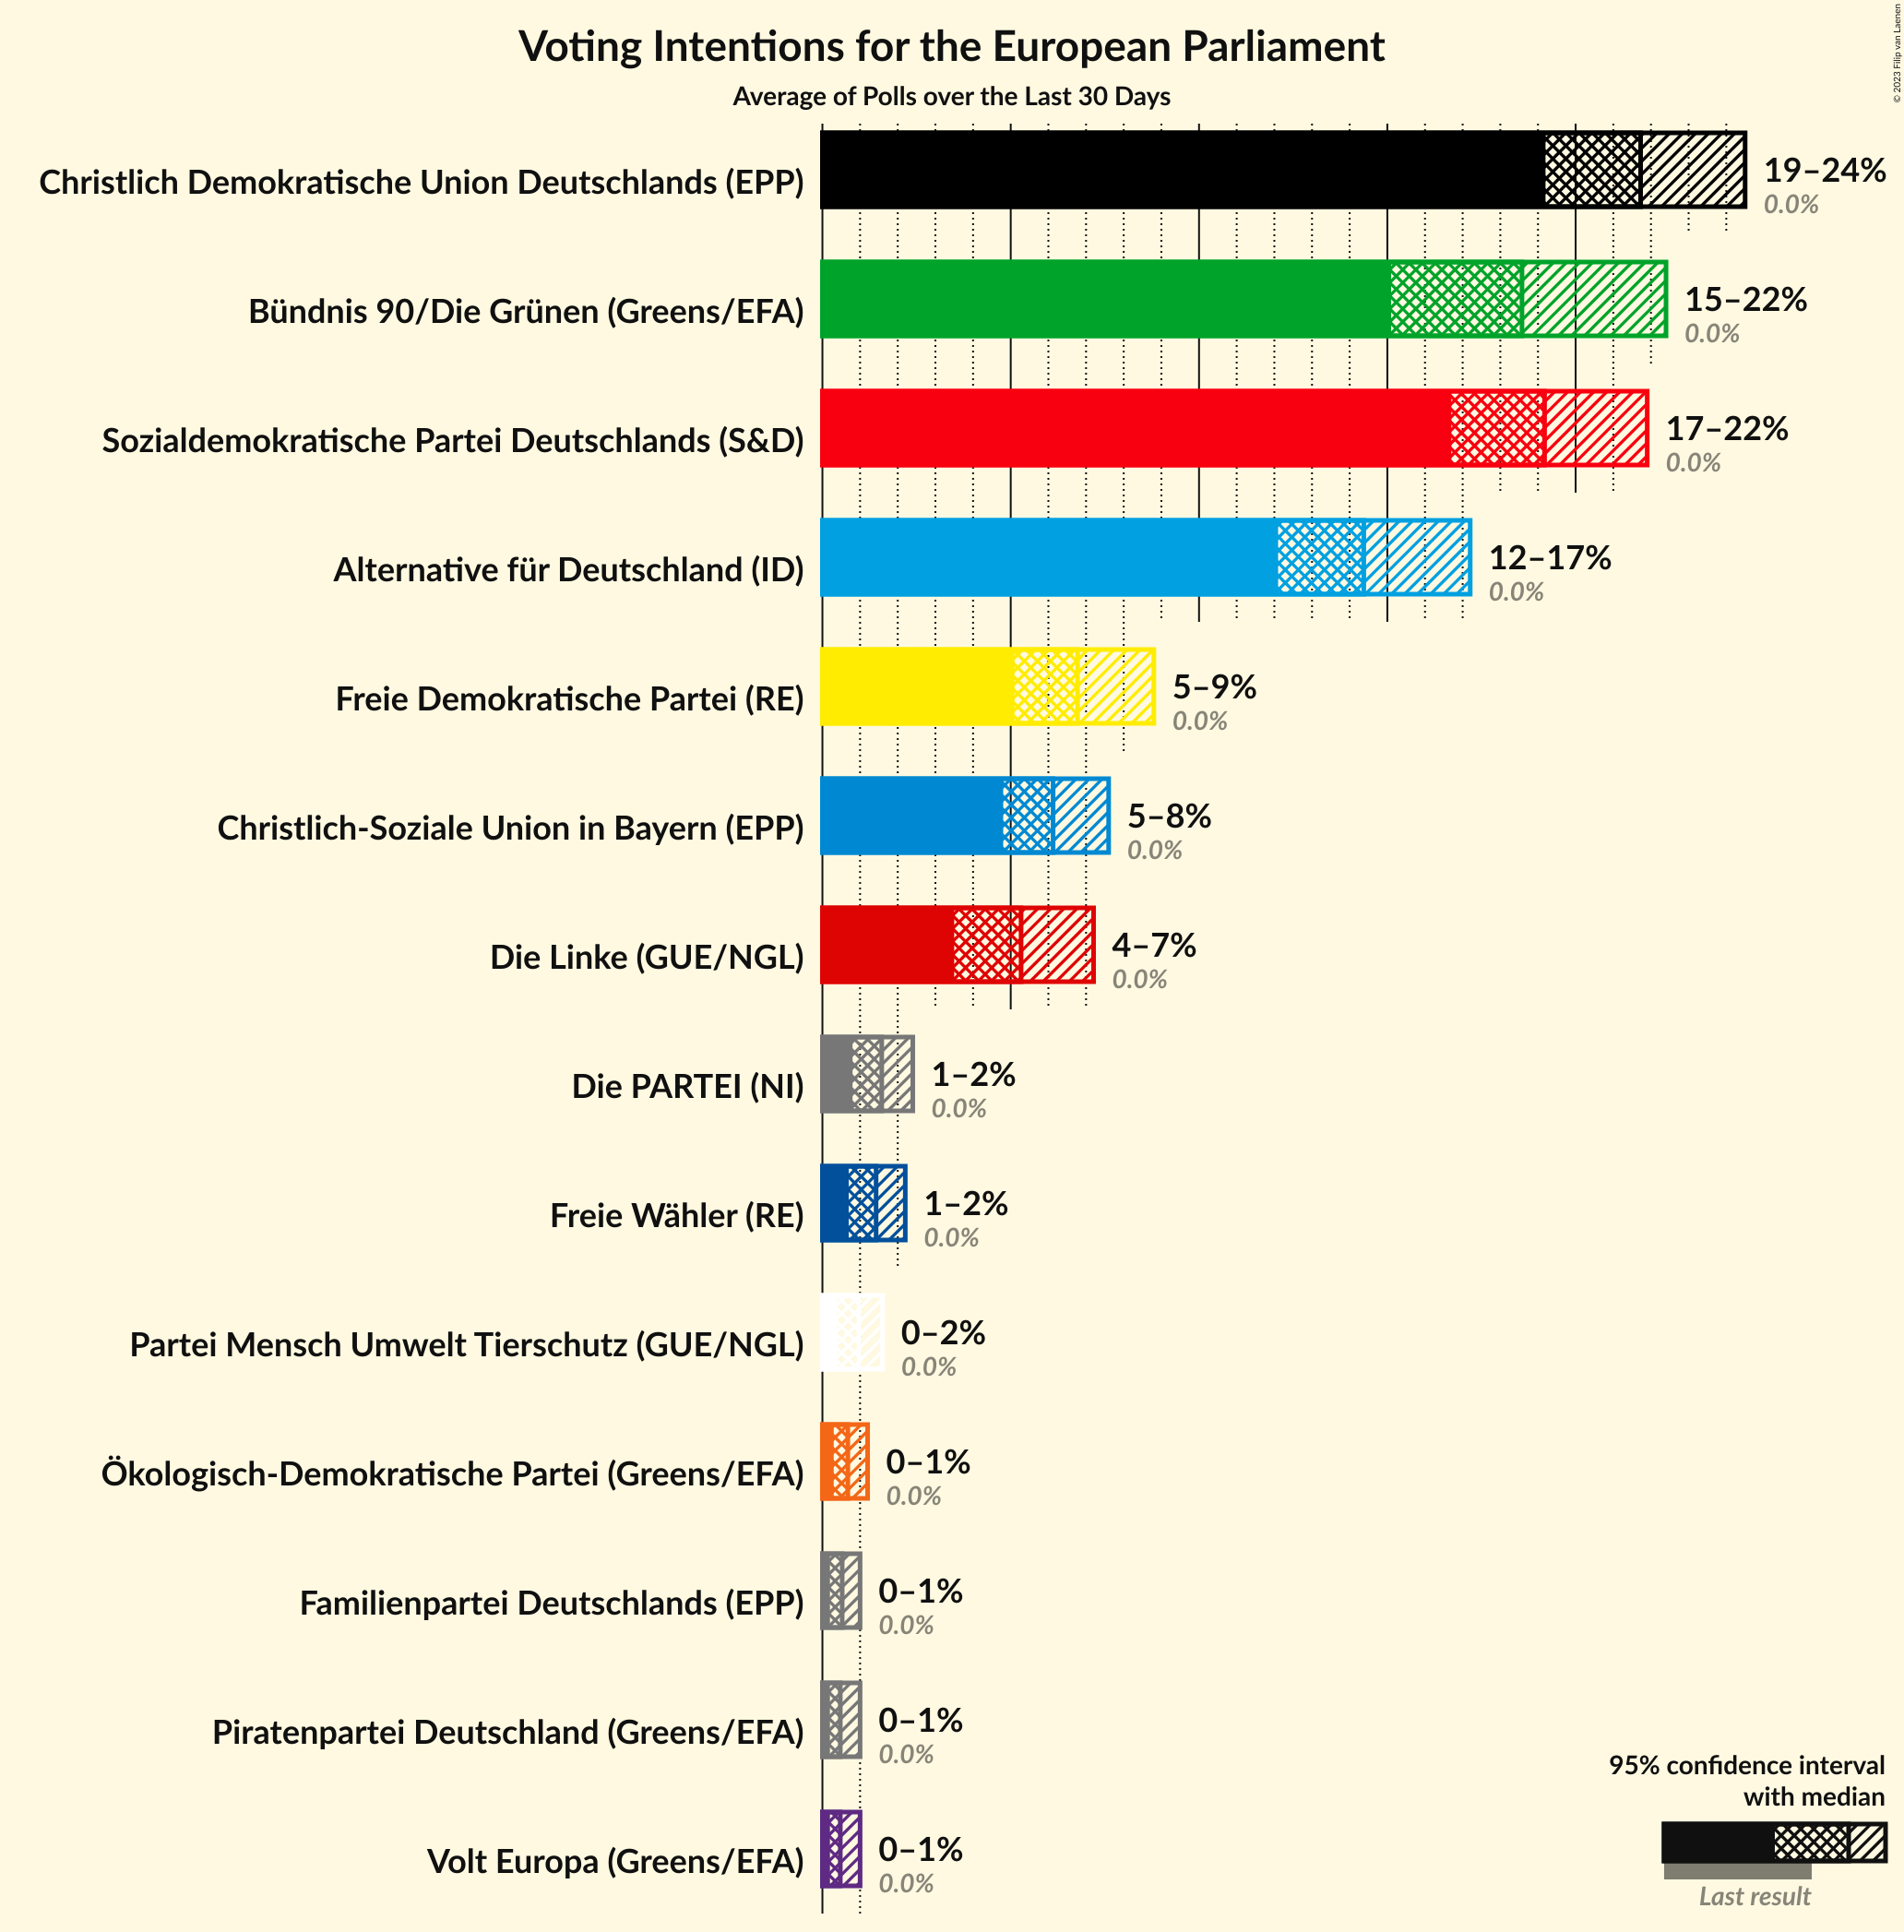 Voting Intentions for the European Parliament
Average of Polls over the Last 30 Days
© 2023 Filip van Laenen
Christlich Demokratische Union Deutschlands (EPP)
19–24%
0.0%
Bündnis 90/Die Grünen (Greens/EFA)
15–22%
0.0%
Sozialdemokratische Partei Deutschlands (S&D)
17–22%
0.0%
Alternative für Deutschland (ID)
12–17%
0.0%
Freie Demokratische Partei (RE)
5–9%
0.0%
Christlich-Soziale Union in Bayern (EPP)
5–8%
0.0%
Die Linke (GUE/NGL)
4–7%
0.0%
Die PARTEI (NI)
1–2%
0.0%
Freie Wähler (RE)
1–2%
0.0%
Partei Mensch Umwelt Tierschutz (GUE/NGL)
0–2%
0.0%
Ökologisch-Demokratische Partei (Greens/EFA)
0–1%
0.0%
Familienpartei Deutschlands (EPP)
0–1%
0.0%
Piratenpartei Deutschland (Greens/EFA)
0–1%
0.0%
Volt Europa (Greens/EFA)
0–1%
0.0%
95% confidence interval
with median
Last result